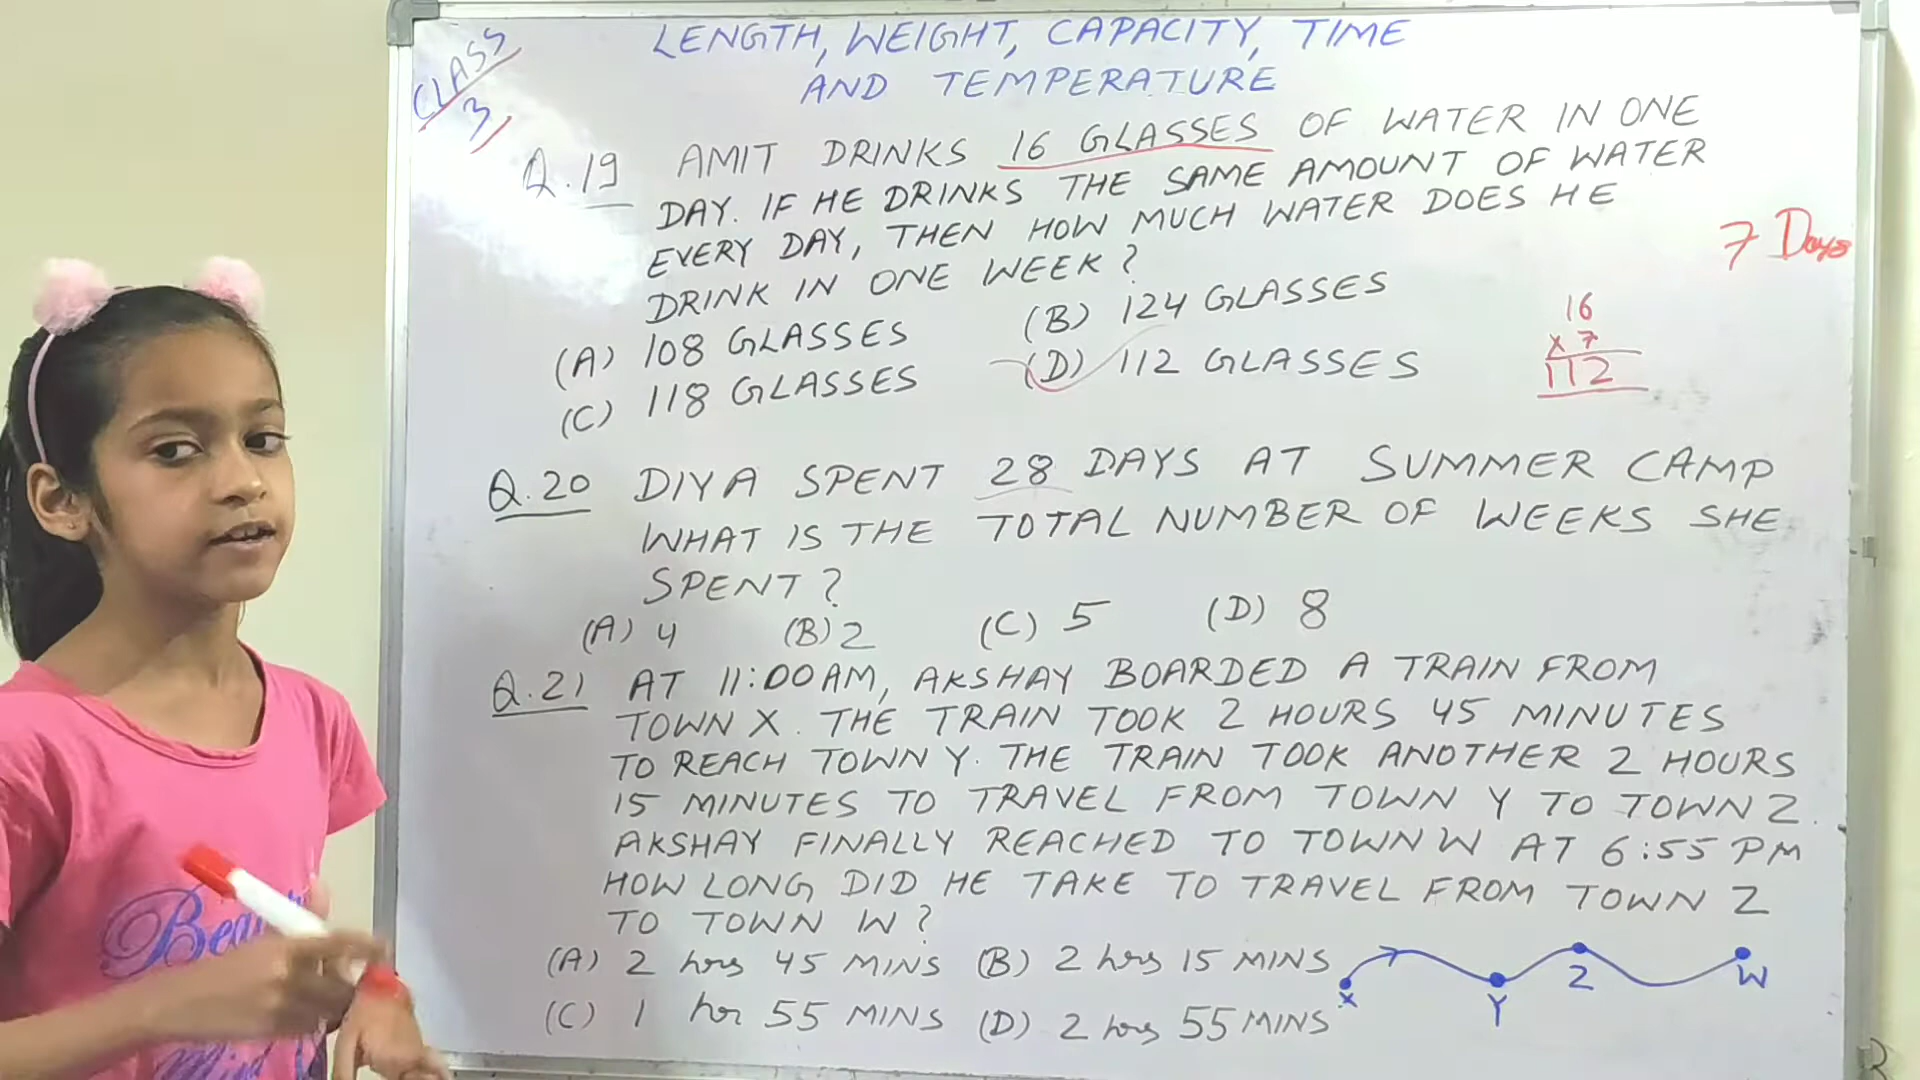 CLASS
3
LENGTH, WEIGHT, CAPACITY, TIME
AND TEMPERATURE
Q.19 AMIT DRINKS 16 GLASSES OF WATER IN ONE
DAY. IF HE DRINKS THE SAME AMOUNT OF WATER
EVERY DAY, THEN HOW MUCH WATER DOES HE
DRINK IN ONE WEEK?
7 Days
(A) 108 GLASSES (B) 124 GLASSES
(C) 118 GLASSES (D) 112 GLASSES
16
x 7
112
Q.20 DIYA SPENT 28 DAYS AT SUMMER CAMP
WHAT IS THE TOTAL NUMBER OF WEEKS SHE
SPENT?
(A) 4 (B) 2 (C) 5 (D) 8
Q.21 AT 11:00AM, AKSHAY BOARDED A TRAIN FROM
TOWN X. THE TRAIN TOOK 2 HOURS 45 MINUTES
TO REACH TOWN Y. THE TRAIN TOOK ANOTHER 2 HOURS
15 MINUTES TO TRAVEL FROM TOWN Y TO TOWN Z.
AKSHAY FINALLY REACHED TO TOWN W AT 6:55 PM
HOW LONG DID HE TAKE TO TRAVEL FROM TOWN Z
TO TOWN W?
(A) 2 hrs 45 MINS (B) 2 hrs 15 MINS
(C) 1 hr 55 MINS (D) 2 hrs 55 MINS
X Y Z W